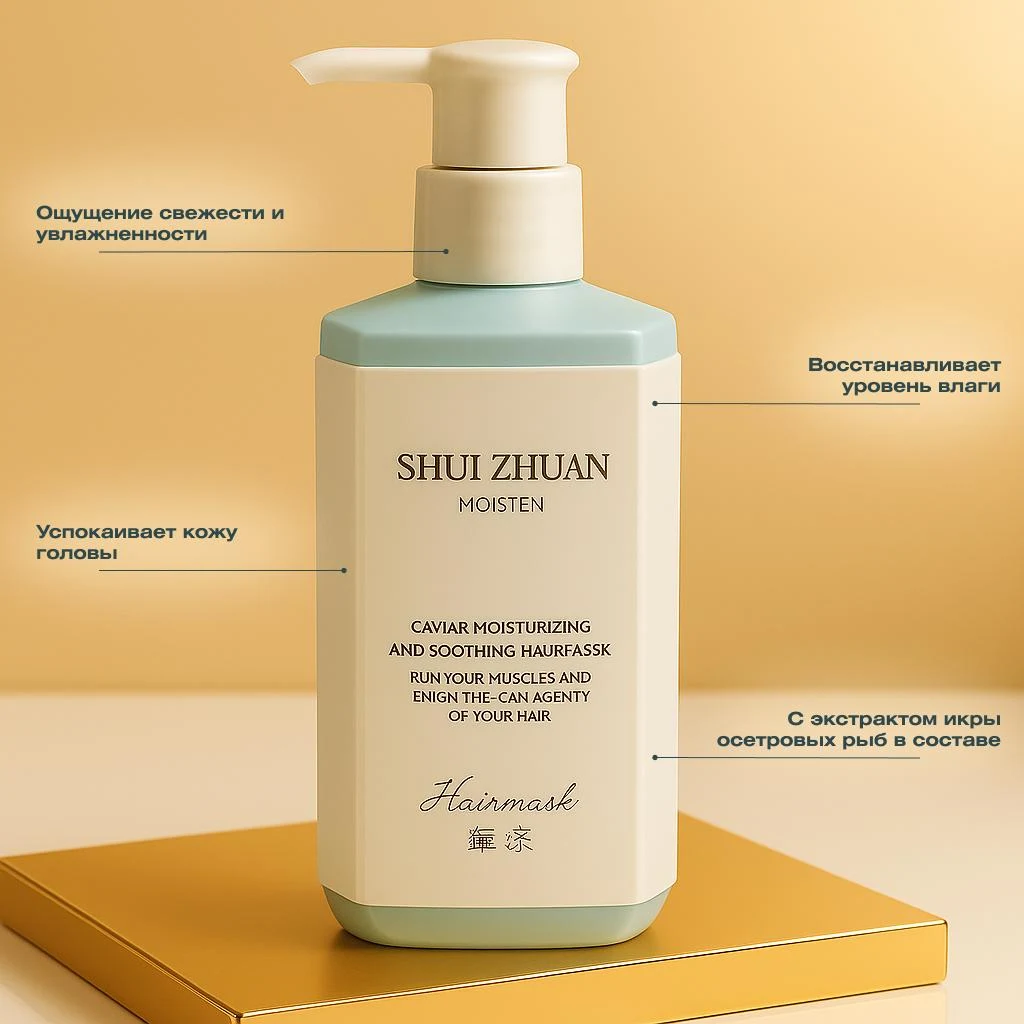 Ощущение свежести и
увлажненности
Восстанавливает
уровень влаги
SHUI ZHUAN
MOISTEN
Успокаивает кожу
головы
CAVIAR MOISTURIZING
AND SOOTHING HAURFASSK
RUN YOUR MUSCLES AND
ENIGN THE-CAN AGENTY
OF YOUR HAIR
С экстрактом икры
осетровых рыб в составе
Hairmask